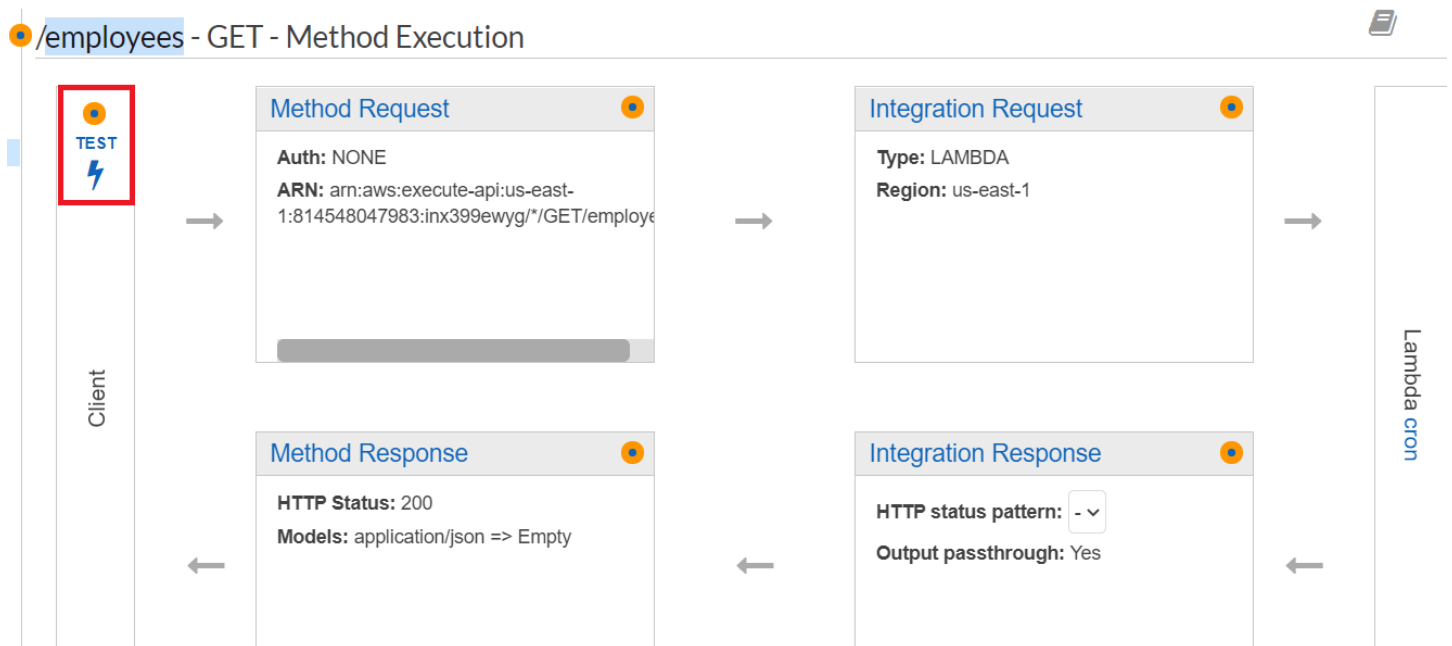 /employees - GET - Method Execution
TEST
Client
Method Request
Auth: NONE
ARN: arn:aws:execute-api:us-east-
1:814548047983:inx399ewyg/*/GET/employe
Integration Request
Type: LAMBDA
Region: us-east-1
Lambda cron
Method Response
HTTP Status: 200
Models: application/json => Empty
Integration Response
HTTP status pattern: -
Output passthrough: Yes